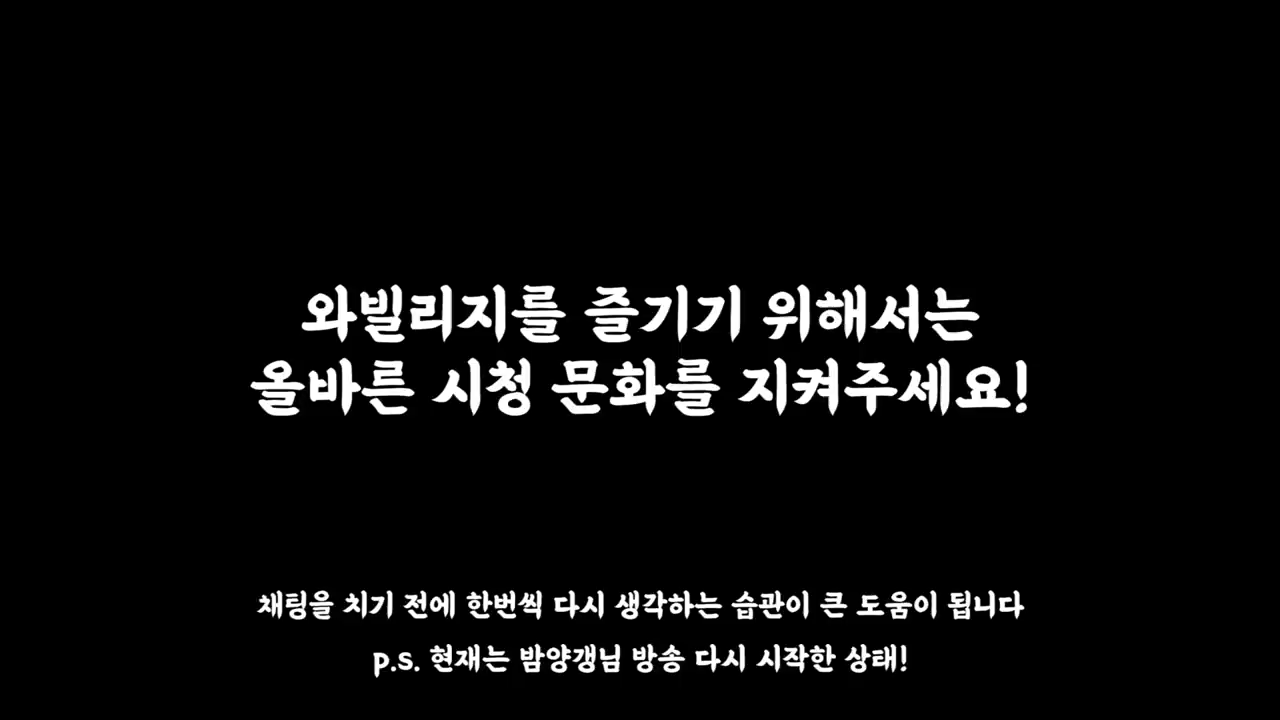 와빌리지를 즐기기 위해서는
올바른 시청 문화를 지켜주세요!
채팅을 치기 전에 한번씩 다시 생각하는 습관이 큰 도움이 됩니다
p.s. 현재는 밤양갱님 방송 다시 시작한 상태!